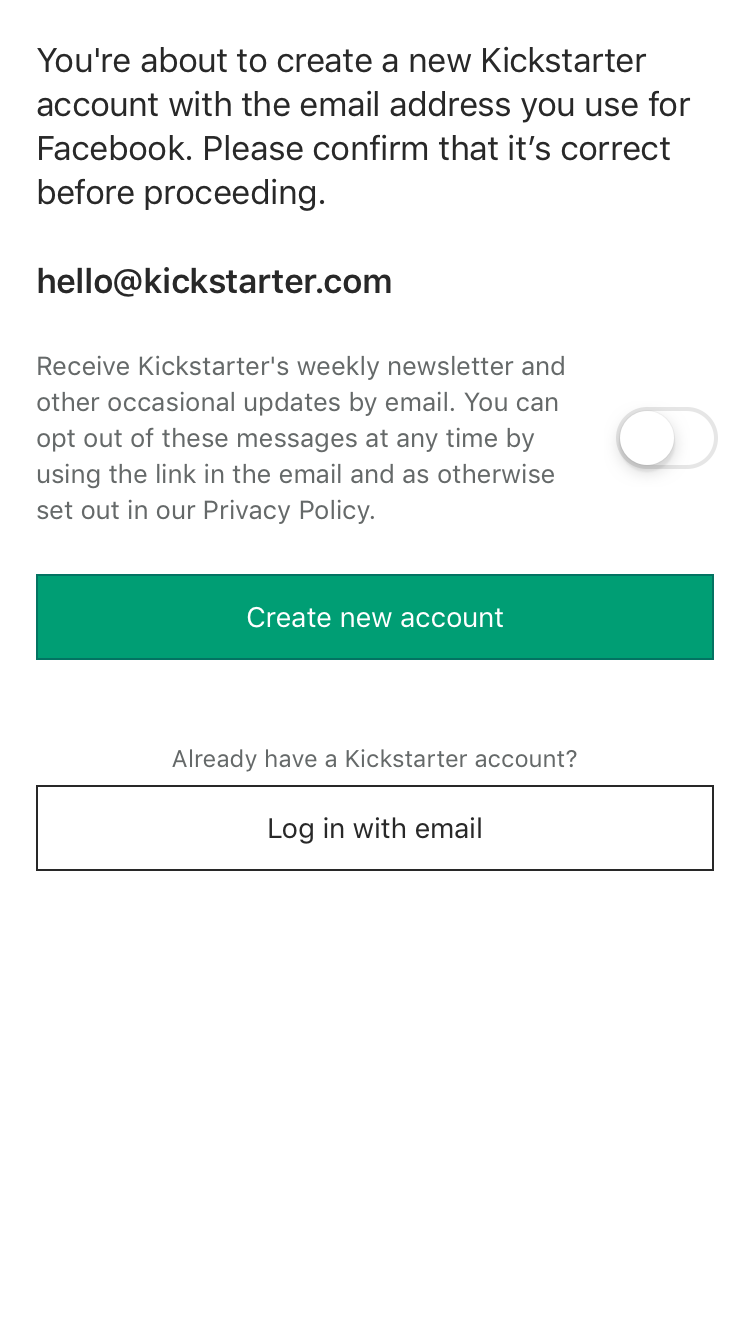 You're about to create a new Kickstarter
account with the email address you use for
Facebook. Please confirm that it’s correct
before proceeding.
hello@kickstarter.com
Receive Kickstarter's weekly newsletter and
other occasional updates by email. You can
opt out of these messages at any time by
using the link in the email and as otherwise
set out in our Privacy Policy.
Create new account
Already have a Kickstarter account?
Log in with email